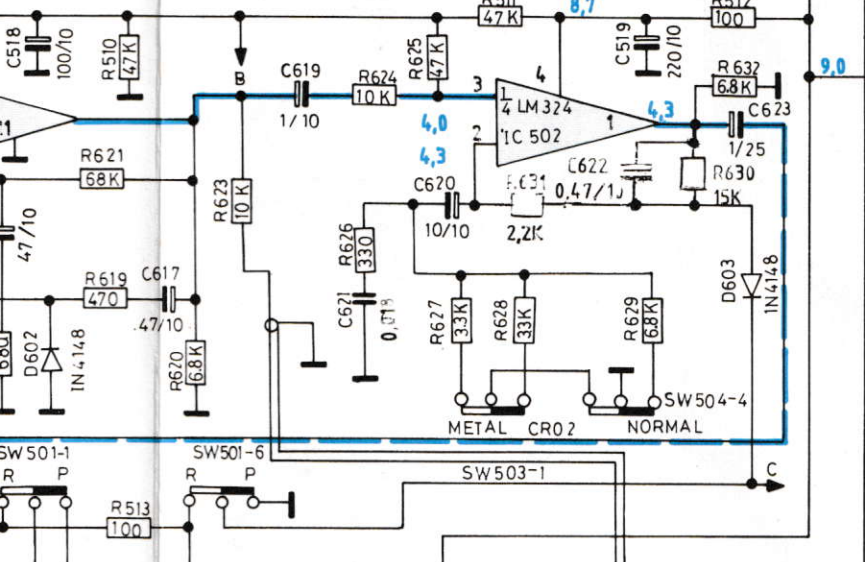 47K
8,7
100
C518
100/10
R510
47K
B
R625
47K
C519
220/10
R632
6.8K
9,0
C619
1/10
R624
10K
3
4
1/4 LM324
IC 502
1
2
4,0
4,3
4,3
C623
1/25
R621
68K
R623
10K
C620
10/10
2,2K
C622
R630
15K
47/10
R626
330
C621
R619
470
C617
.47/10
D602
1N4148
R620
6.8K
R627
3.3K
R628
33K
R629
6.8K
D603
1N4148
METAL
CRO2
NORMAL
SW504-4
SW501-1
R
P
SW501-6
R
P
SW503-1
C
R513
100